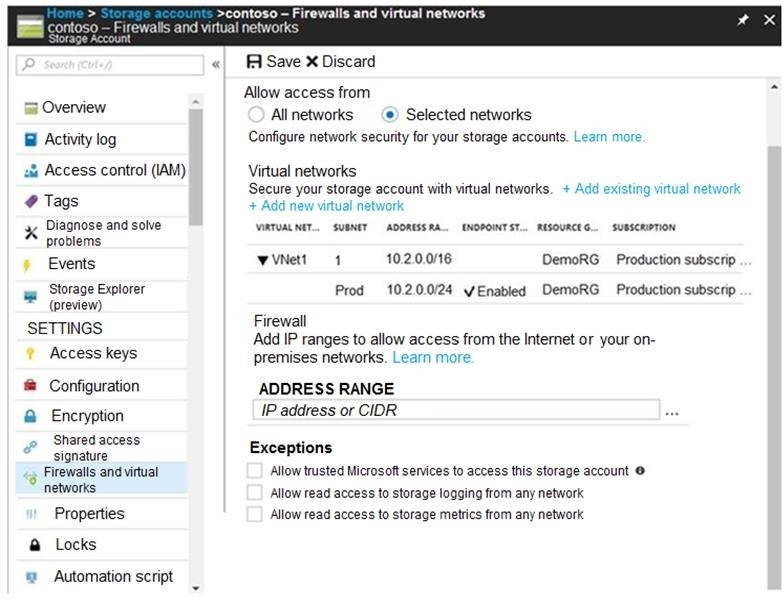 Home > Storage accounts >contoso – Firewalls and virtual networks
contoso – Firewalls and virtual networks
Storage Account
Search (Ctrl+/)
«
Overview
Activity log
Access control (IAM)
Tags
Diagnose and solve
problems
Events
Storage Explorer
(preview)
SETTINGS
Access keys
Configuration
Encryption
Shared access
signature
Firewalls and virtual
networks
Properties
Locks
Automation script
Save Discard
Allow access from
All networks Selected networks
Configure network security for your storage accounts. Learn more.
Virtual networks
Secure your storage account with virtual networks. + Add existing virtual network
+ Add new virtual network
VIRTUAL NET... SUBNET ADDRESS RA... ENDPOINT ST... RESOURCE G... SUBSCRIPTION
VNet1 1 10.2.0.0/16 DemoRG Production subscrip ...
Prod 10.2.0.0/24 Enabled DemoRG Production subscrip ...
Firewall
Add IP ranges to allow access from the Internet or your on-
premises networks. Learn more.
ADDRESS RANGE
IP address or CIDR ...
Exceptions
Allow trusted Microsoft services to access this storage account
Allow read access to storage logging from any network
Allow read access to storage metrics from any network